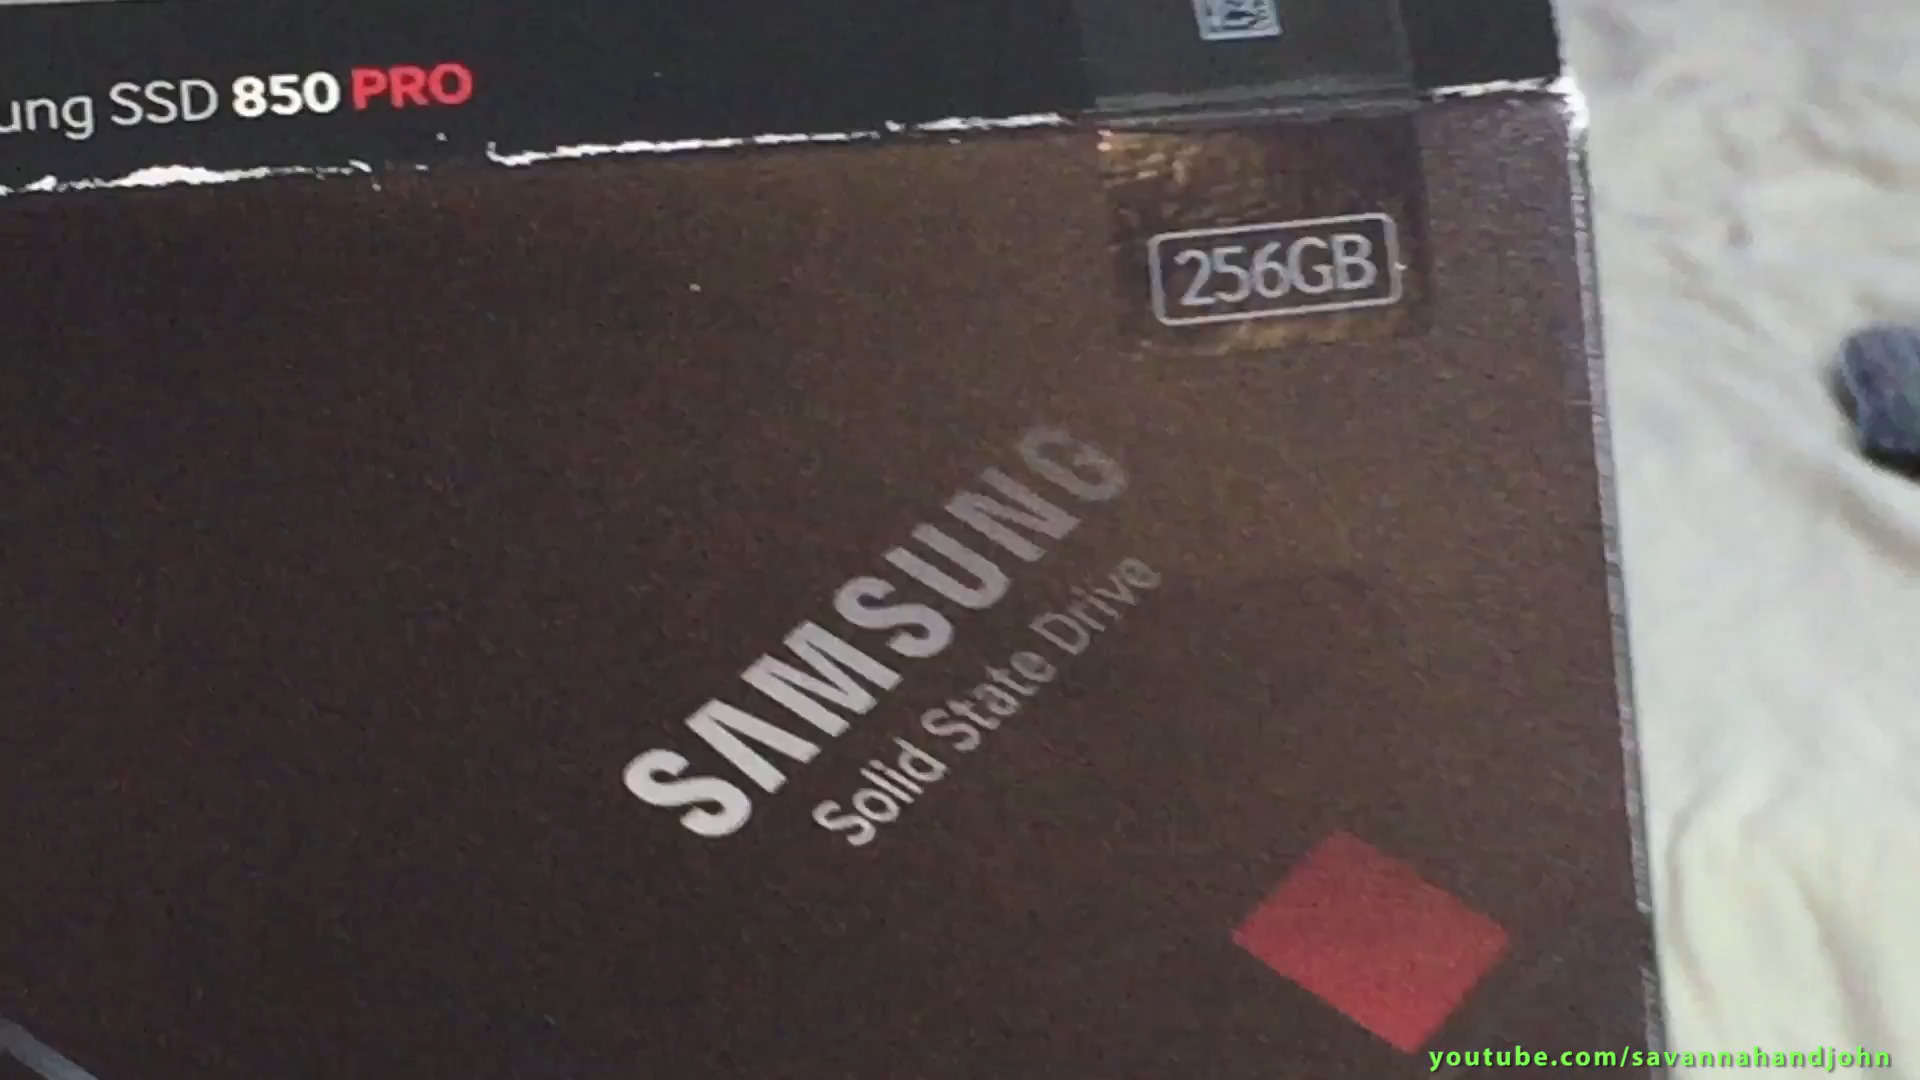 ung SSD 850 PRO
256GB
SAMSUNG
Solid State Drive
youtube.com/savannahandjohn